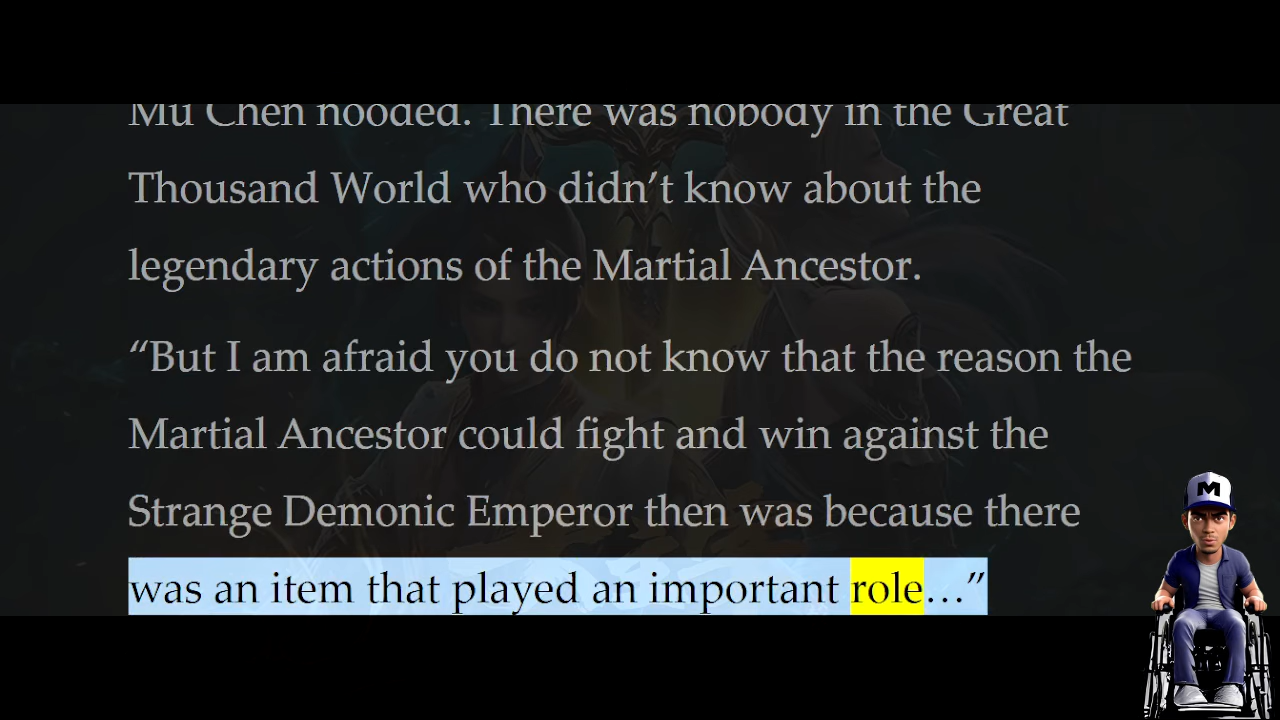 Mu Chen nodded. There was nobody in the Great
Thousand World who didn’t know about the
legendary actions of the Martial Ancestor.
“But I am afraid you do not know that the reason the
Martial Ancestor could fight and win against the
Strange Demonic Emperor then was because there
was an item that played an important role…”
M